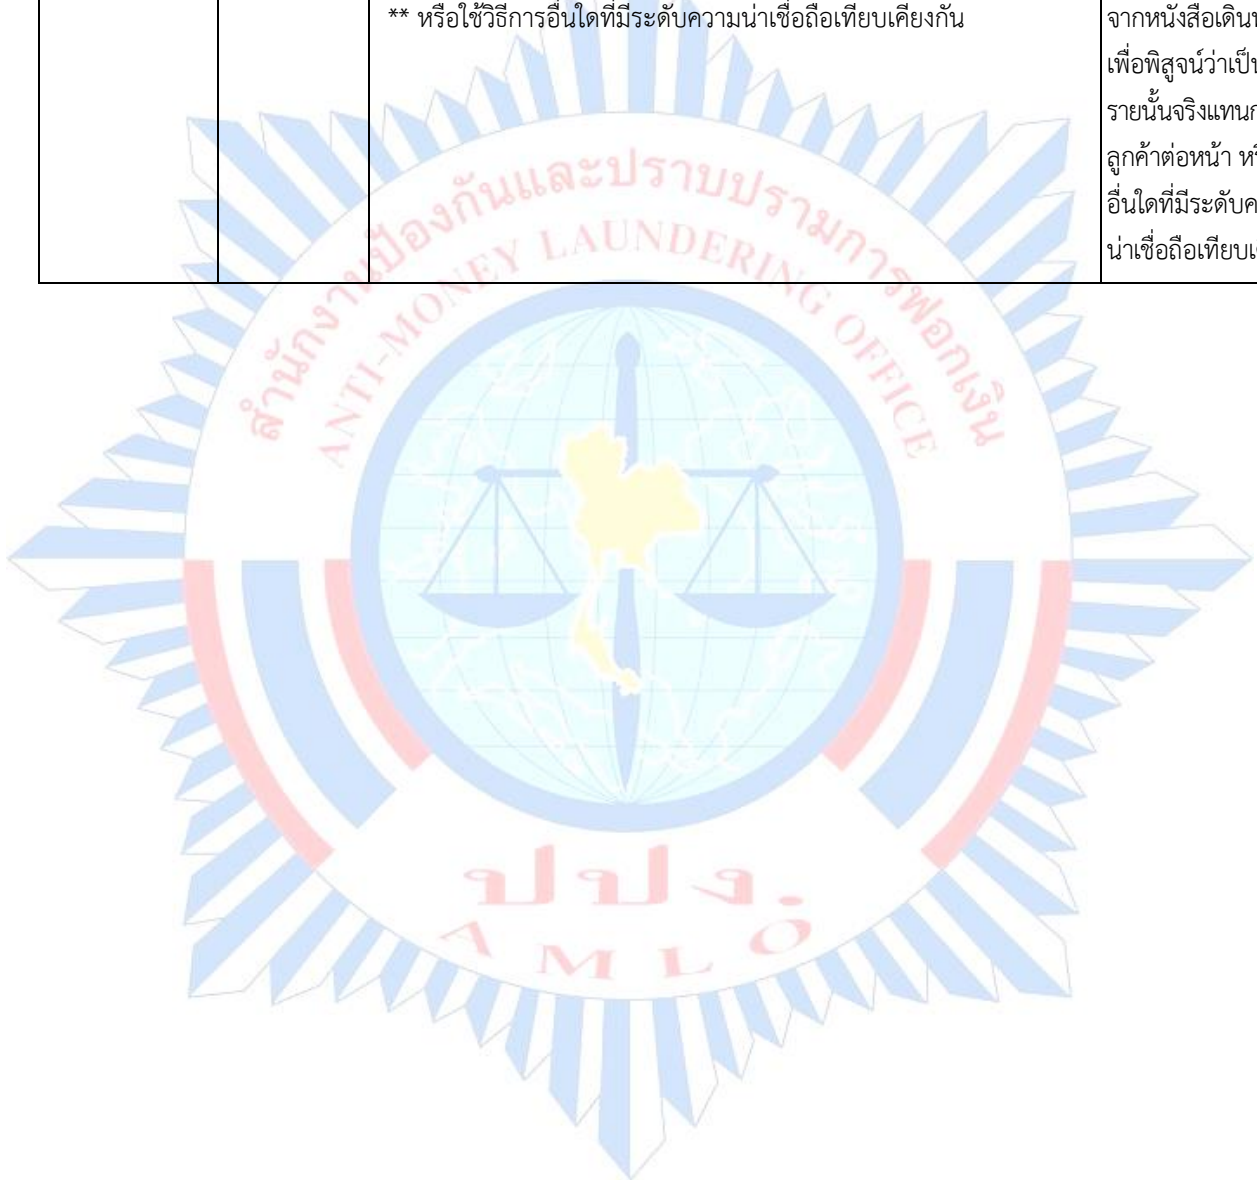 ** หรือใช้วิธีการอื่นใดที่มีระดับความน่าเชื่อถือเทียบเคียงกัน
จากหนังสือเดิน
เพื่อพิสูจน์ว่าเป็น
รายนั้นจริงแทน
ลูกค้าต่อหน้า
อื่นใดที่มีระดับ
น่าเชื่อถือเทียบ
สำนักงานป้องกันและปราบปรามการฟอกเงิน
ANTI-MONEY LAUNDERING OFFICE
ปปง.
AMLO